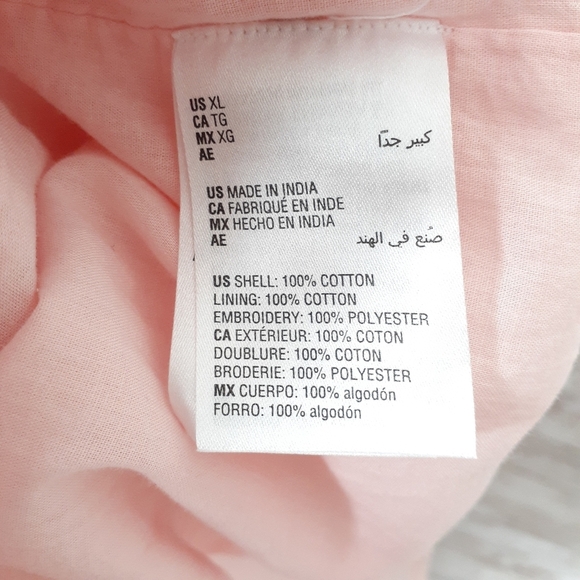 US XL
CA TG
MX XG
AE كبير جدًا
US MADE IN INDIA
CA FABRIQUÉ EN INDE
MX HECHO EN INDIA
AE صُنع في الهند
US SHELL: 100% COTTON
LINING: 100% COTTON
EMBROIDERY: 100% POLYESTER
CA EXTÉRIEUR: 100% COTON
DOUBLURE: 100% COTON
BRODERIE: 100% POLYESTER
MX CUERPO: 100% algodón
FORRO: 100% algodón